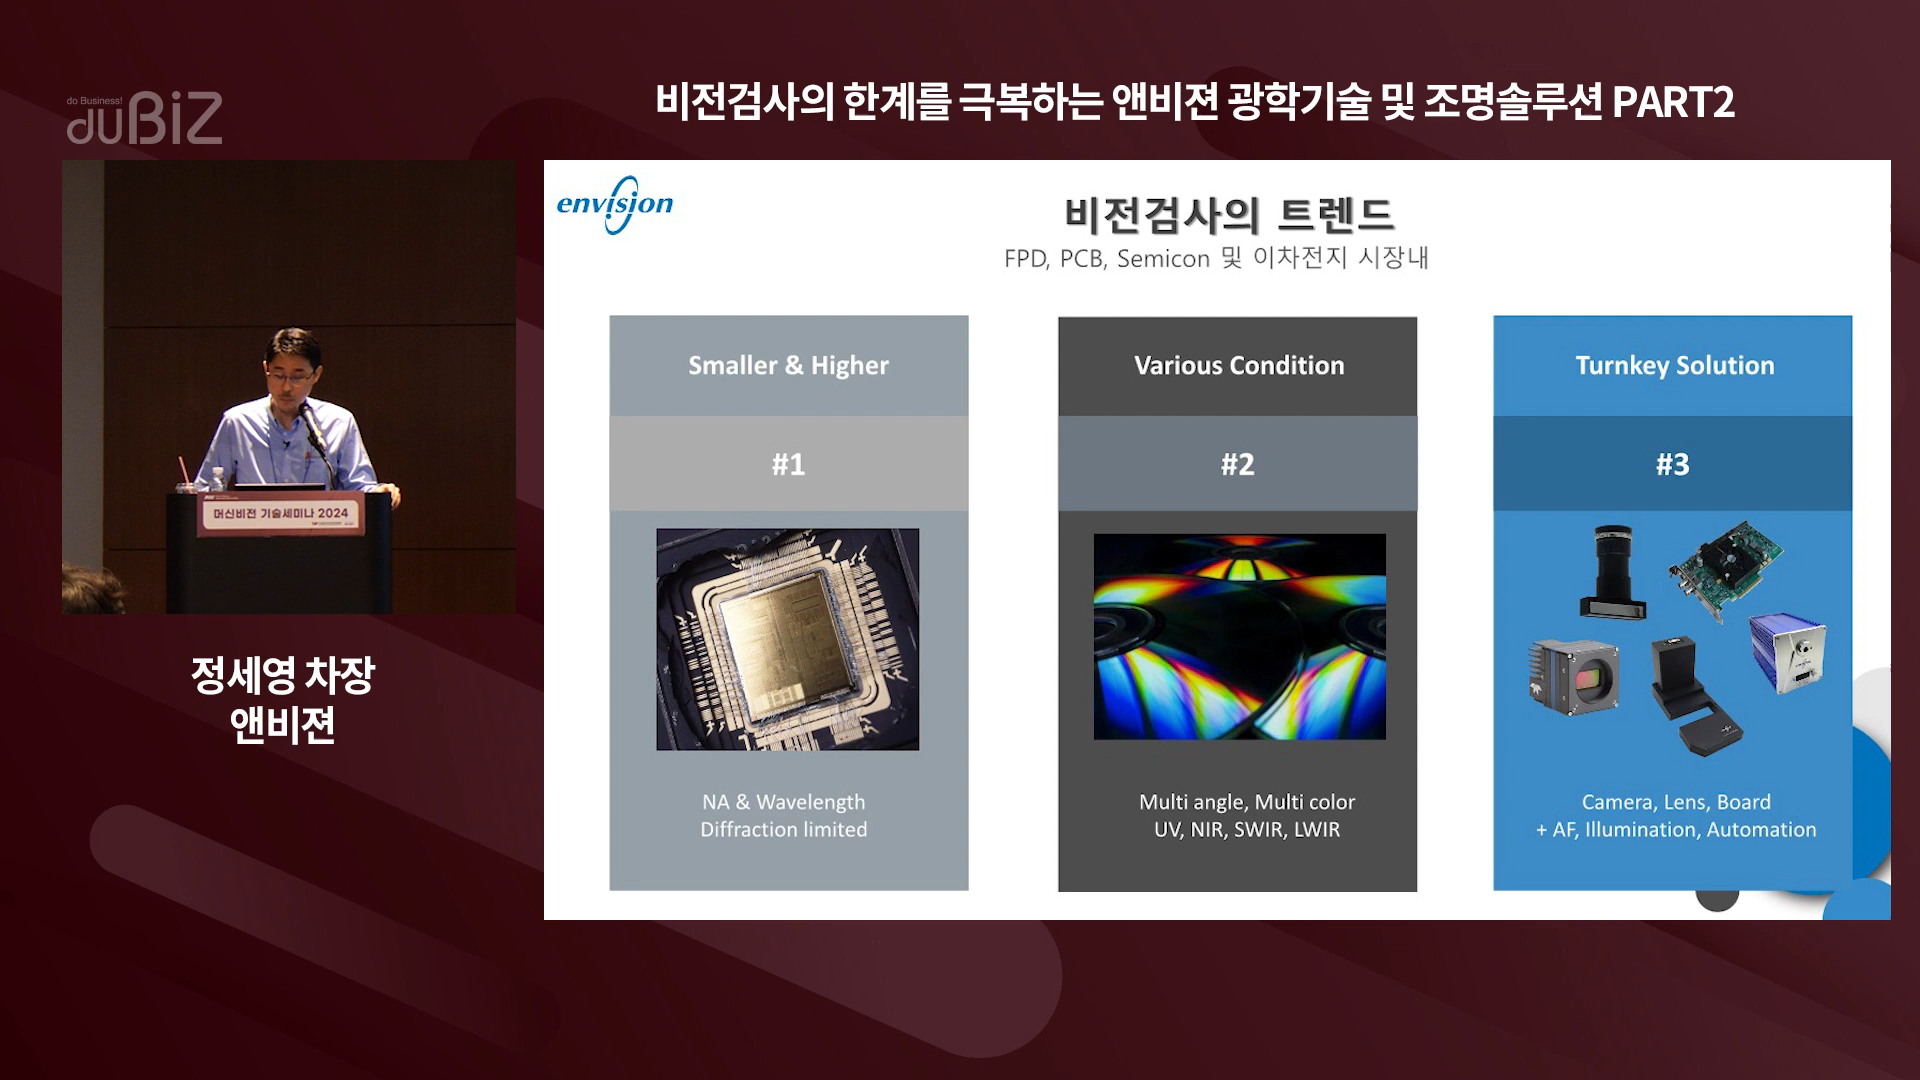 do Business!
duBiZ
비전검사의 한계를 극복하는 앤비젼 광학기술 및 조명솔루션 PART2
머신비전 기술세미나 2024
정세영 차장
앤비젼
envision
비전검사의 트렌드
FPD, PCB, Semicon 및 이차전지 시장내
Smaller & Higher
#1
NA & Wavelength
Diffraction limited
Various Condition
#2
Multi angle, Multi color
UV, NIR, SWIR, LWIR
Turnkey Solution
#3
Camera, Lens, Board
+ AF, Illumination, Automation